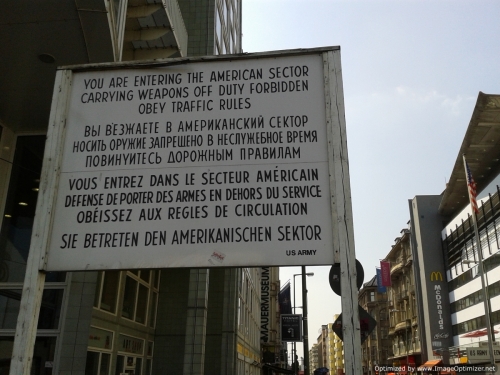 YOU ARE ENTERING THE AMERICAN SECTOR
CARRYING WEAPONS OFF DUTY FORBIDDEN
OBEY TRAFFIC RULES
ВЫ ВЪЕЗЖАЕТЕ В АМЕРИКАНСКИЙ СЕКТОР
НОСИТЬ ОРУЖИЕ ЗАПРЕЩЕНО В НЕСЛУЖЕБНОЕ ВРЕМЯ
ПОВИНУЙТЕСЬ ДОРОЖНЫМ ПРАВИЛАМ
VOUS ENTREZ DANS LE SECTEUR AMÉRICAIN
DEFENSE DE PORTER DES ARMES EN DEHORS DU SERVICE
OBÉISSEZ AUX REGLES DE CIRCULATION
SIE BETRETEN DEN AMERIKANISCHEN SEKTOR
US ARMY
MAUERMUSEUM
McDonald's
Optimized by www.ImageOptimizer.net